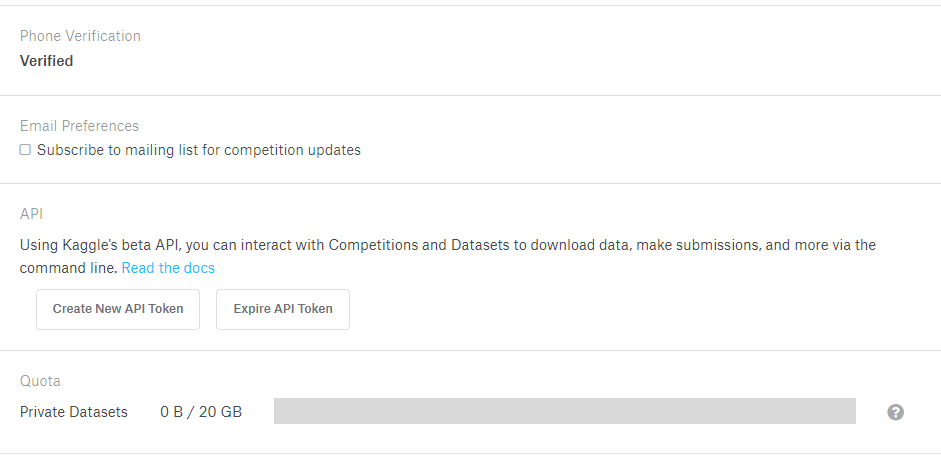 Phone Verification
Verified
Email Preferences
Subscribe to mailing list for competition updates
API
Using Kaggle's beta API, you can interact with Competitions and Datasets to download data, make submissions, and more via the
command line. Read the docs
Create New API Token Expire API Token
Quota
Private Datasets 0 B / 20 GB ?